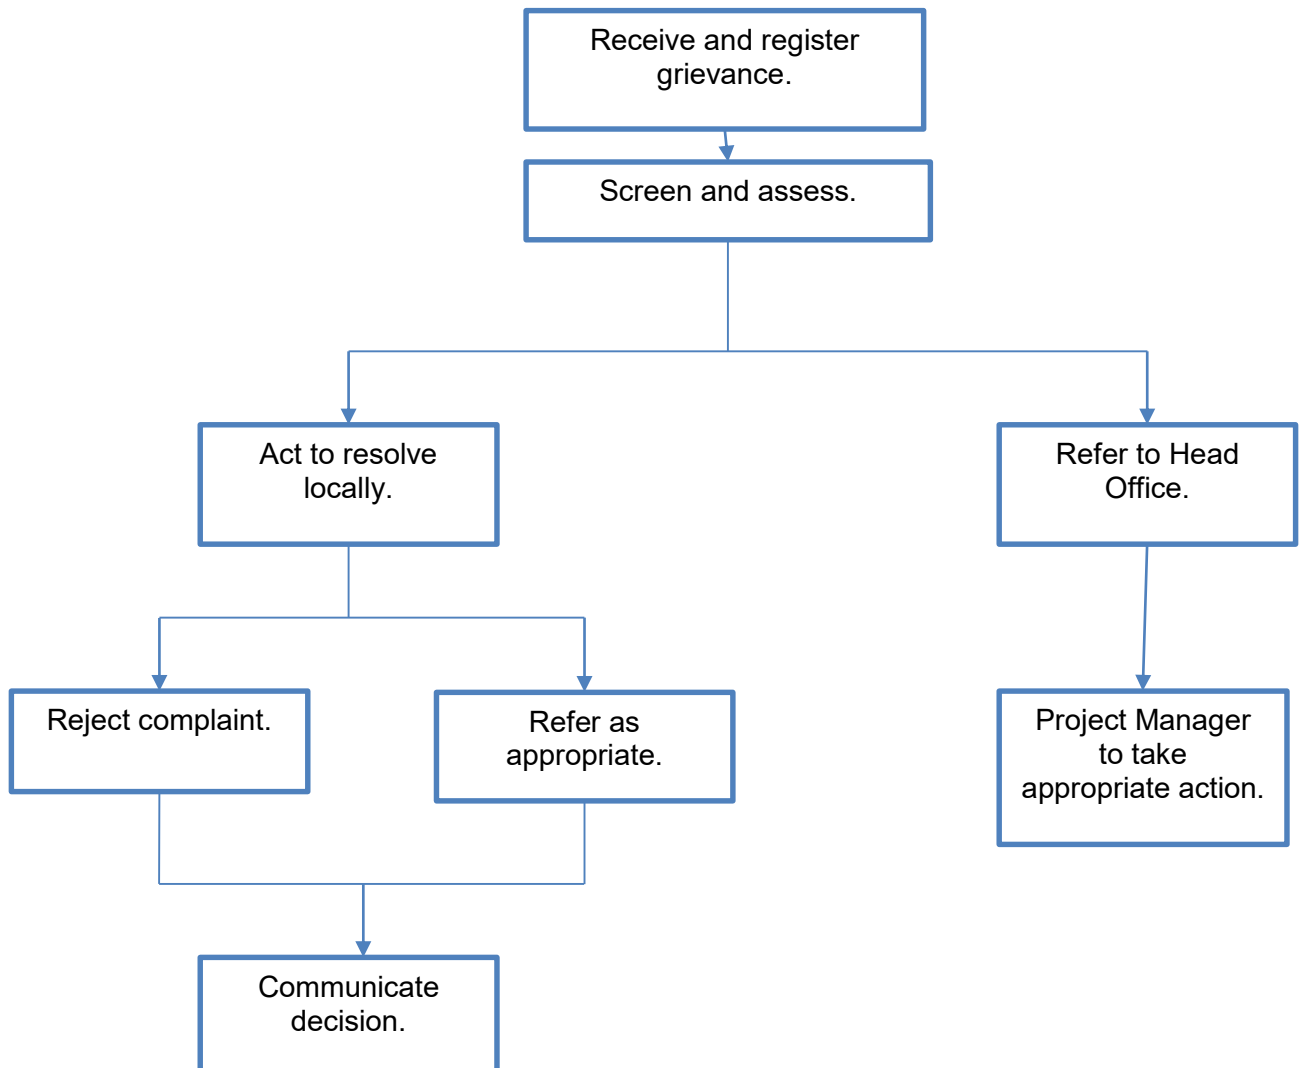 Receive and register
grievance.
Screen and assess.
Act to resolve
locally.
Refer to Head
Office.
Reject complaint.
Refer as
appropriate.
Project Manager
to take
appropriate action.
Communicate
decision.